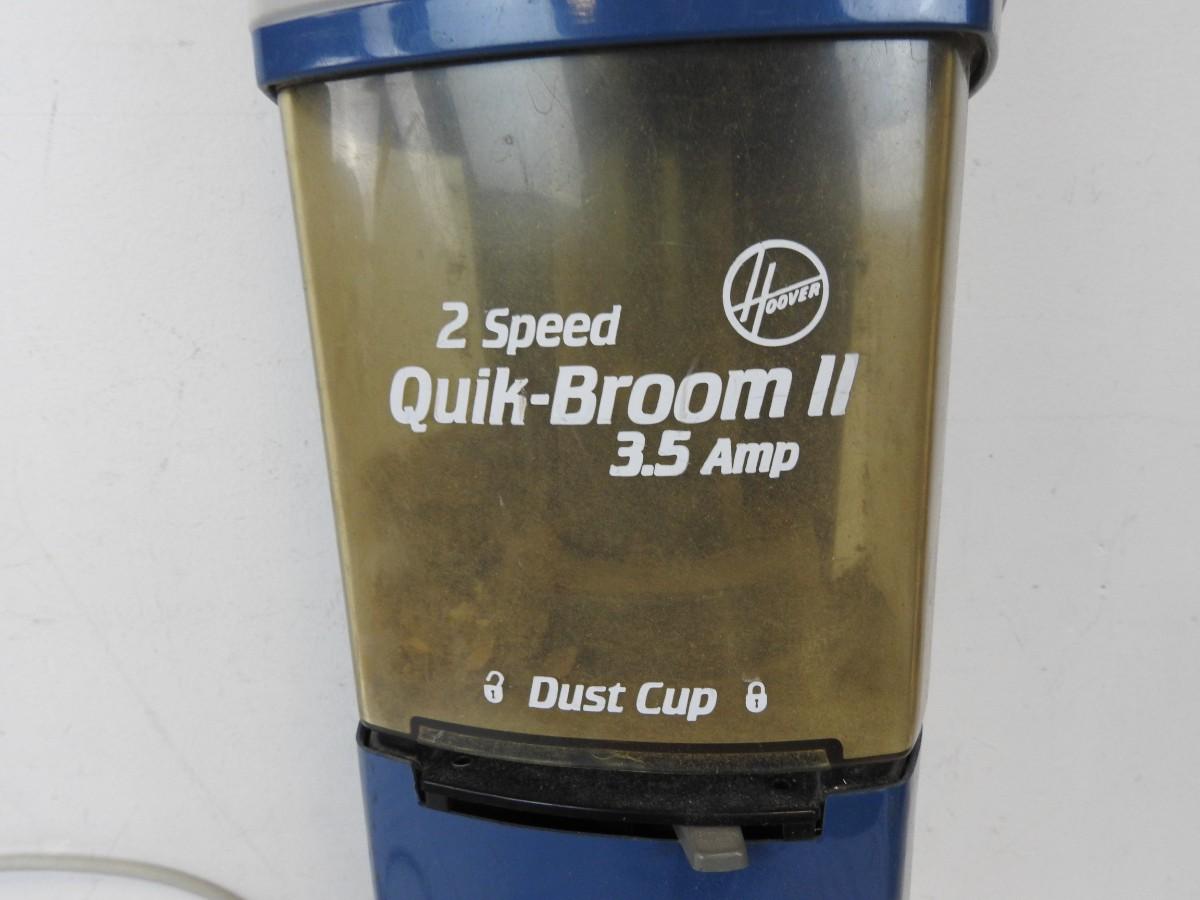 HOOVER
2 Speed
Quik-Broom II
3.5 Amp
Dust Cup